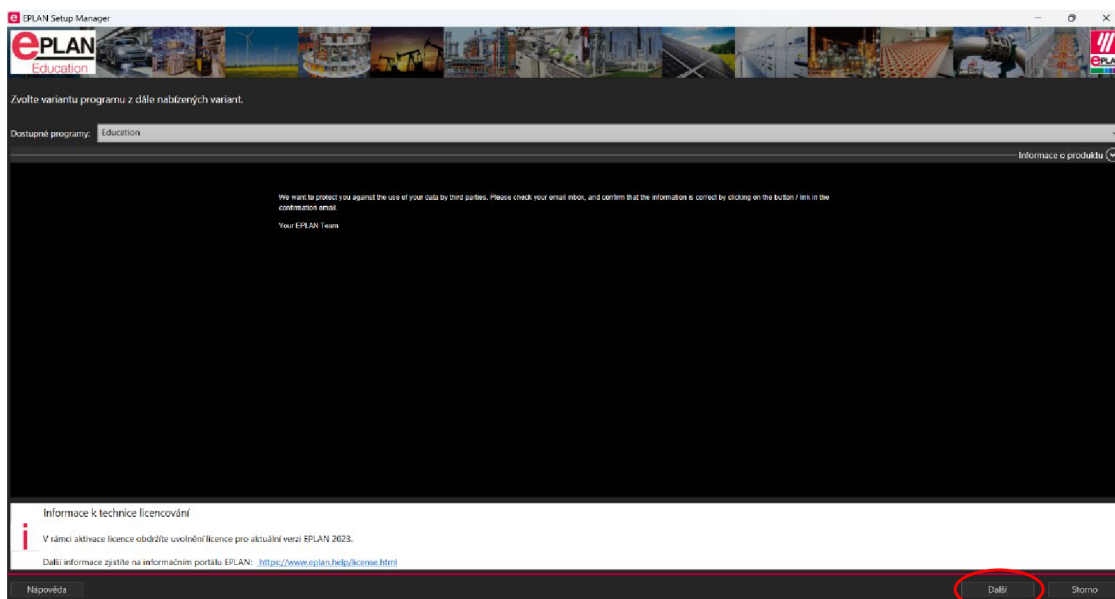 EPLAN Setup Manager
ePLAN
Education
ePLA
Zvolte variantu programu z dále nabízených variant.
Dostupné programy: Education
Informace o produktu
We want to protect you against the use of your data by third parties. Please check your email inbox, and confirm that the information is correct by clicking on the button / link in the
confirmation email.
Your EPLAN Team
Informace k technice licencování
i
V rámci aktivace licence obdržíte uvolnění licence pro aktuální verzi EPLAN 2023.
Další informace zjistíte na informačním portálu EPLAN: https://www.eplan.help/license.html
Nápověda Další Storno